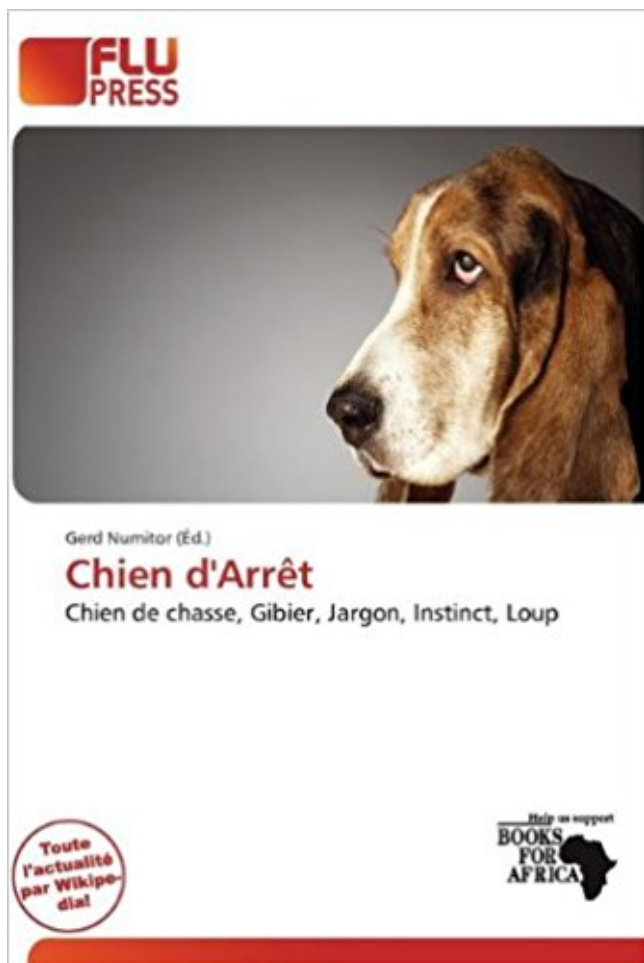 FLU
PRESS
Gerd Numitor (Éd.)
Chien d'Arrêt
Chien de chasse, Gibier, Jargon, Instinct, Loup
Toute
l'actualité
par Wikipe-
dia!
Help us support
BOOKS
FOR
AFRICA